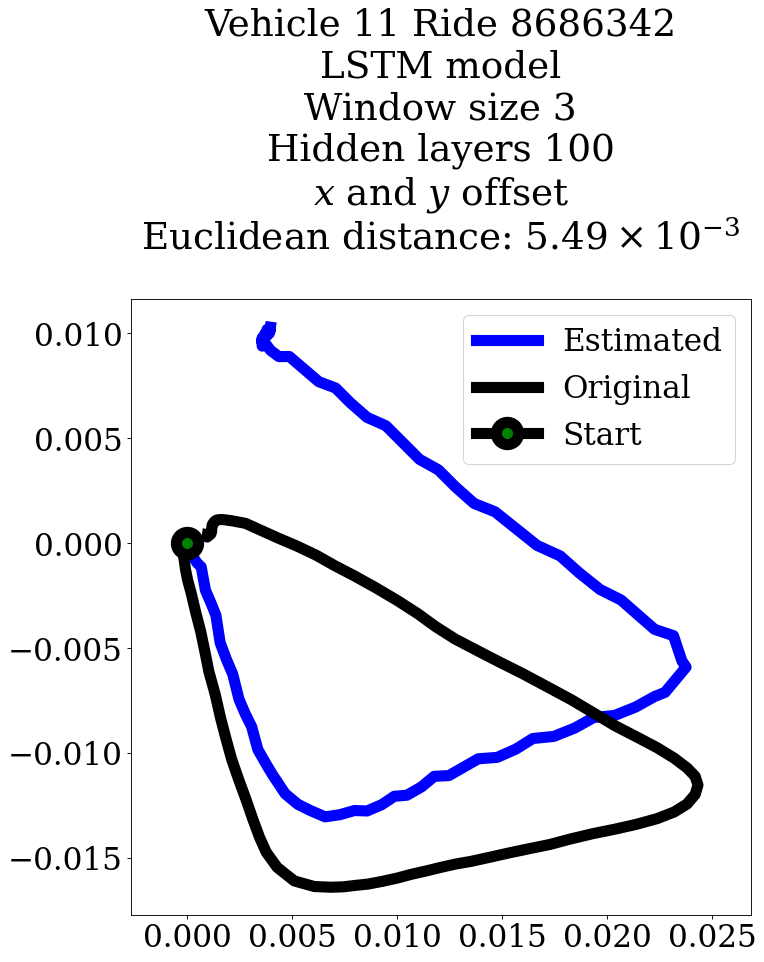 Vehicle 11 Ride 8686342
LSTM model
Window size 3
Hidden layers 100
x and y offset
Euclidean distance: 5.49 × 10⁻³
Estimated
Original
Start
0.010
0.005
0.000
−0.005
−0.010
−0.015
0.000 0.005 0.010 0.015 0.020 0.025